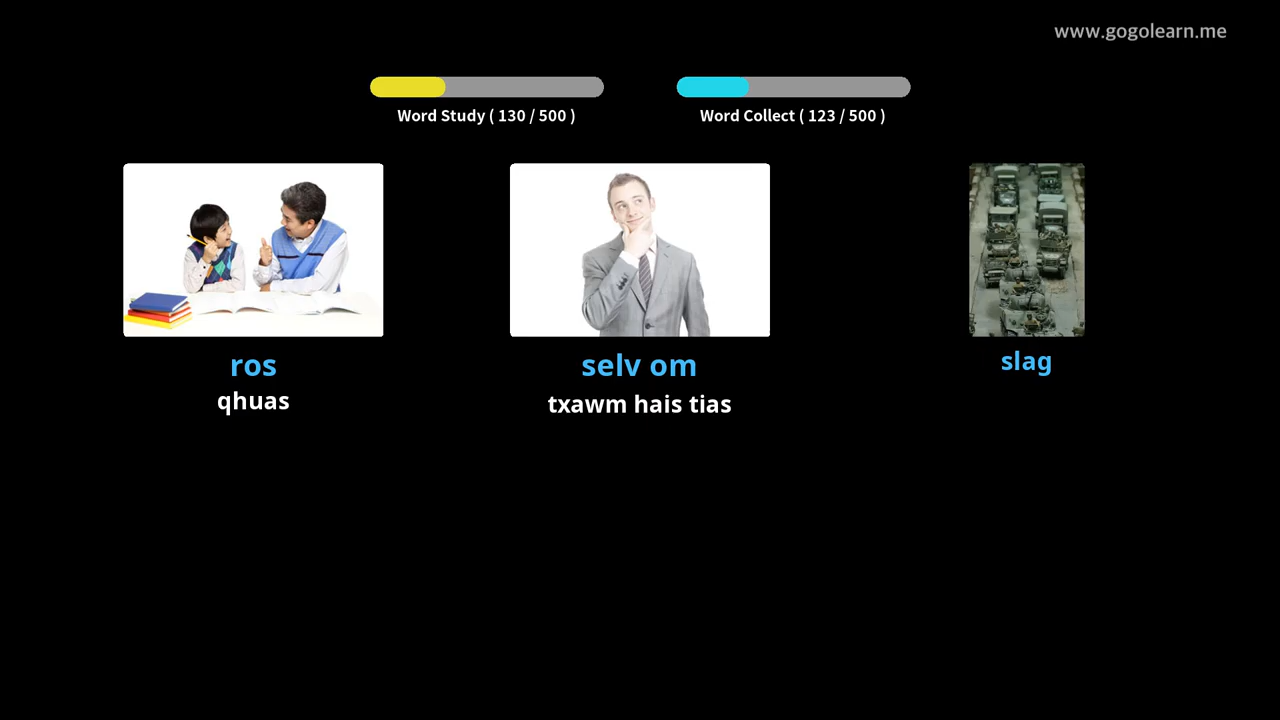 www.gogolearn.me
Word Study ( 130 / 500 )
Word Collect ( 123 / 500 )
ros
qhuas
selv om
txawm hais tias
slag